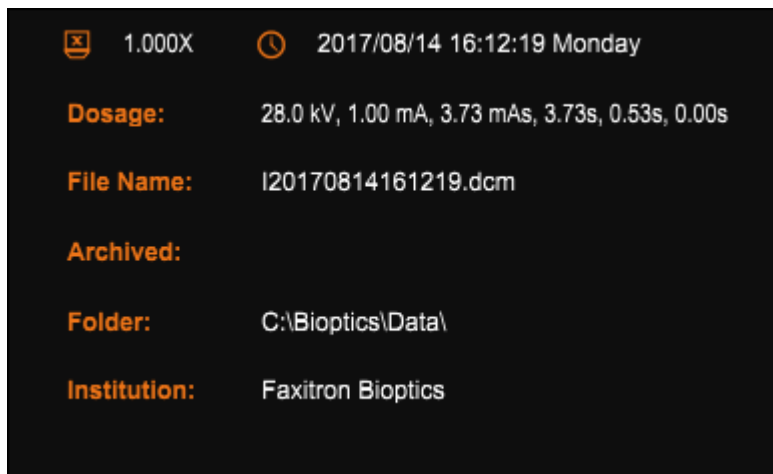 1.000X 2017/08/14 16:12:19 Monday
Dosage: 28.0 kV, 1.00 mA, 3.73 mAs, 3.73s, 0.53s, 0.00s
File Name: I20170814161219.dcm
Archived:
Folder: C:\Bioptics\Data\
Institution: Faxitron Bioptics